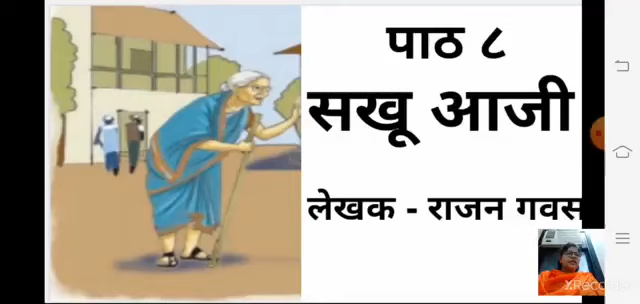 पाठ ८
सखू आजी
लेखक - राजन गवस